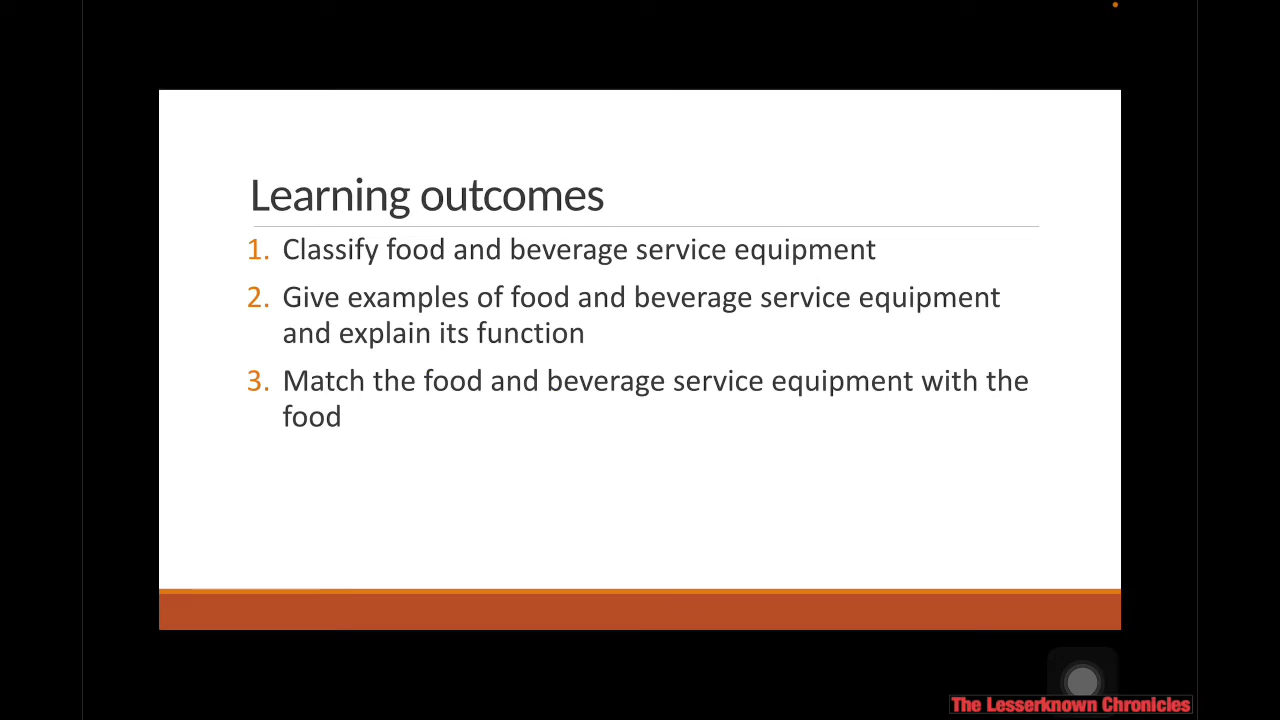 Learning outcomes
1. Classify food and beverage service equipment
2. Give examples of food and beverage service equipment
and explain its function
3. Match the food and beverage service equipment with the
food
The Lesserknown Chronicles